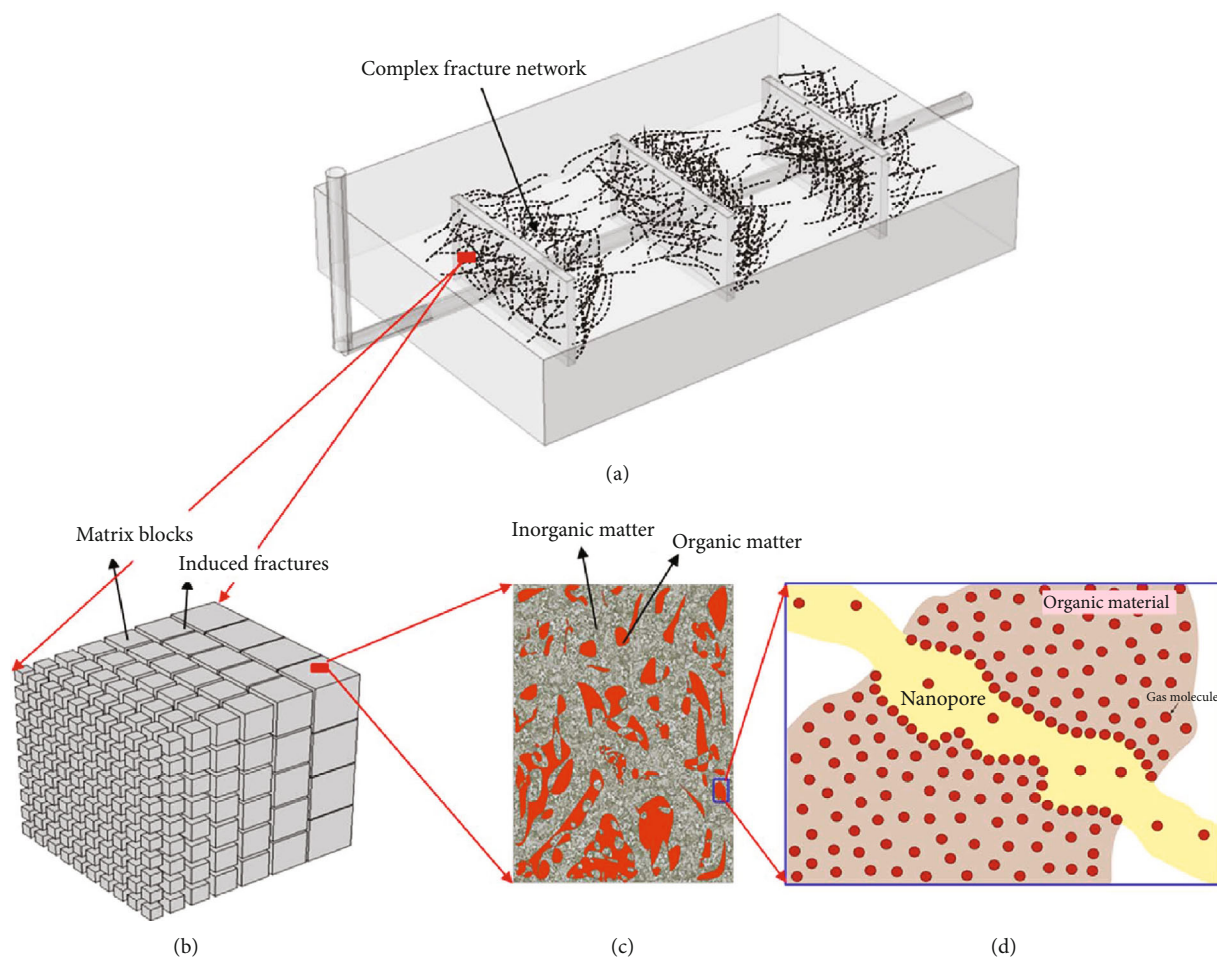 Complex fracture network
(a)
Matrix blocks
Induced fractures
Inorganic matter
Organic matter
Organic material
Nanopore
Gas molecule
(b)
(c)
(d)